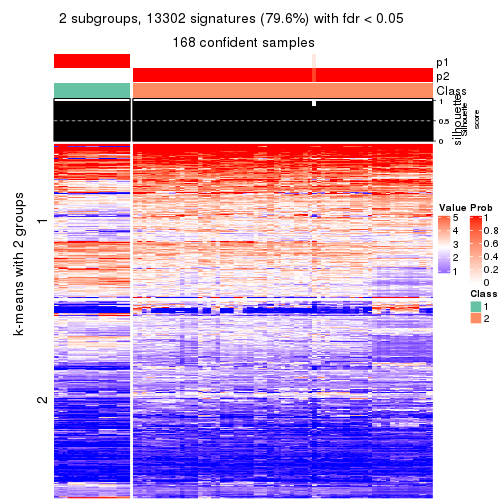 2 subgroups, 13302 signatures (79.6%) with fdr < 0.05
168 confident samples
p1
p2
Class
1
0.5
0
silhouette
Silhouette
score
k-means with 2 groups
1
2
Value
5
4
3
2
1
Prob
1
0.8
0.6
0.4
0.2
0
Class
1
2